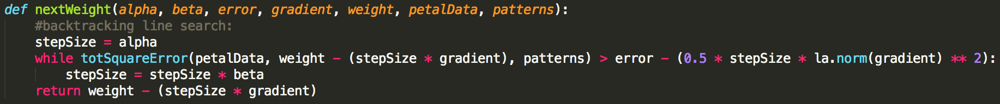 def nextWeight(alpha, beta, error, gradient, weight, petalData, patterns):
    #backtracking line search:
    stepSize = alpha
    while totSquareError(petalData, weight - (stepSize * gradient), patterns) > error - (0.5 * stepSize * la.norm(gradient) ** 2):
        stepSize = stepSize * beta
    return weight - (stepSize * gradient)